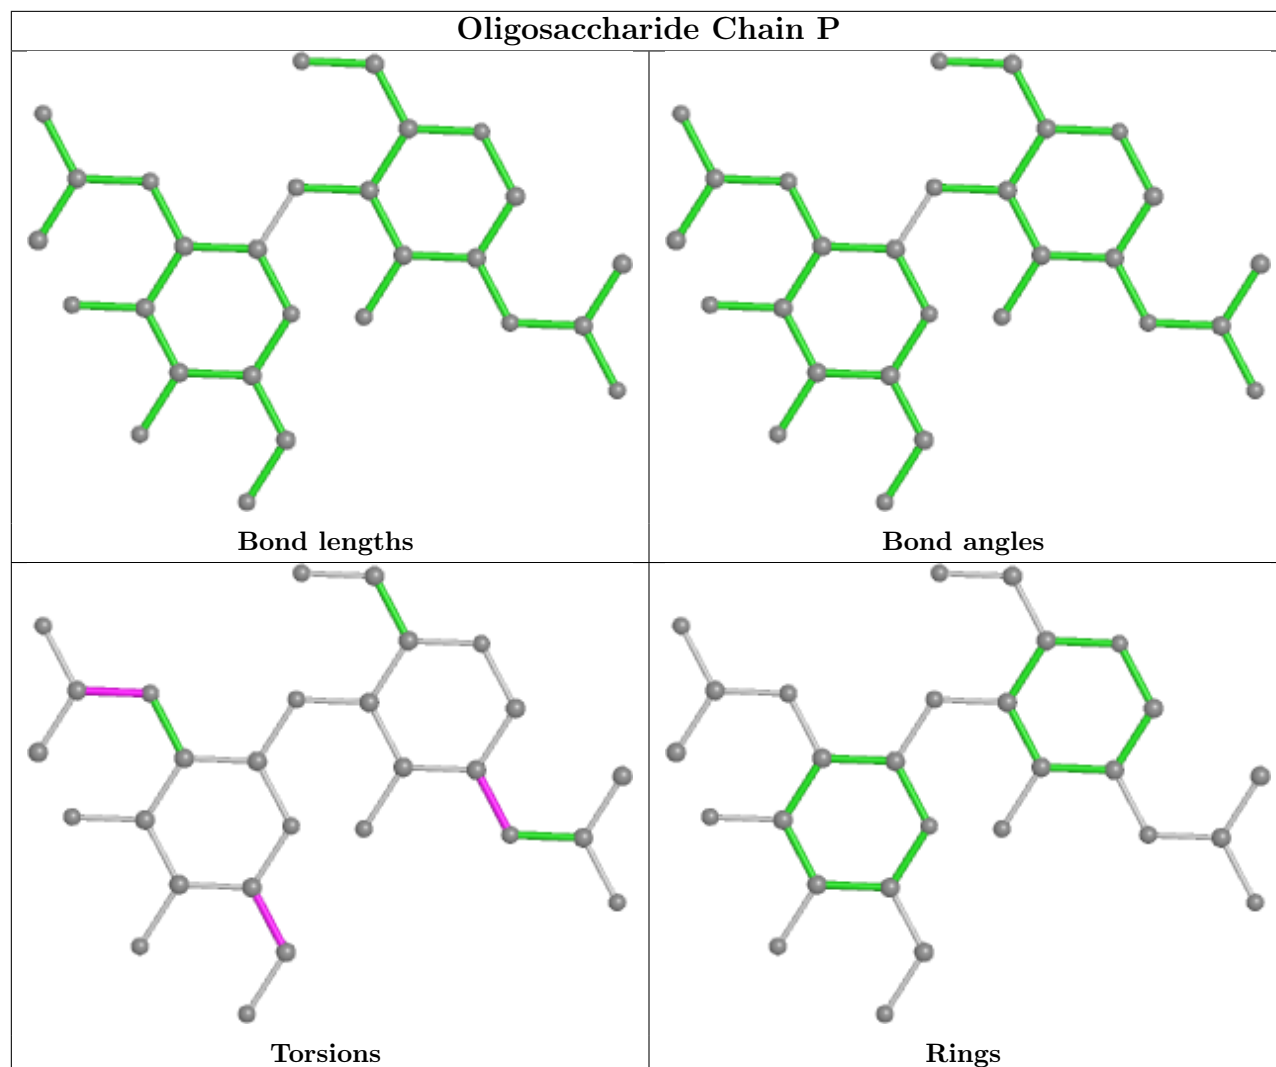 Oligosaccharide Chain P
Bond lengths
Bond angles
Torsions
Rings